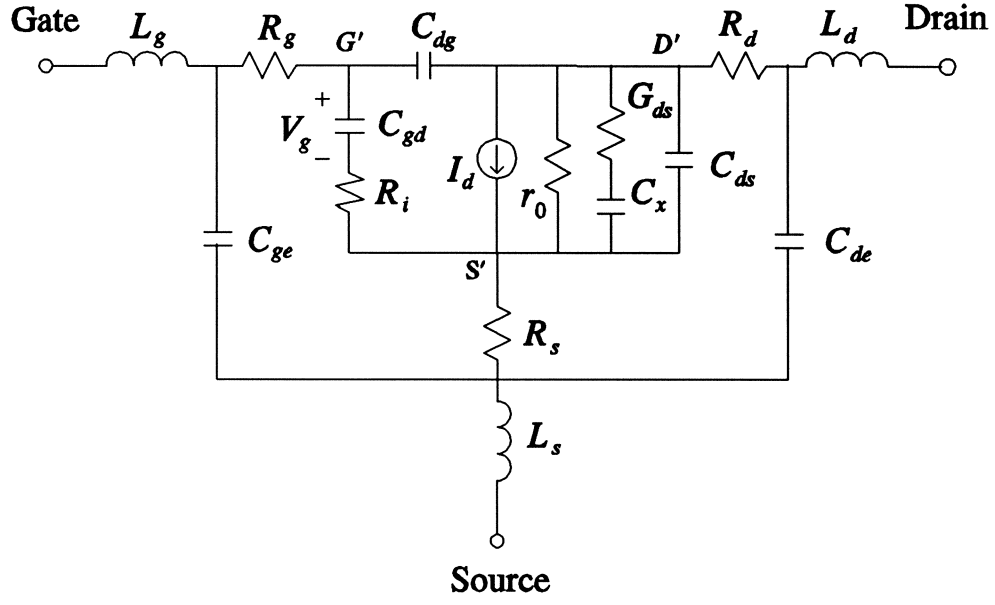 Gate
Drain
L_g
R_g
G'
C_dg
D'
R_d
L_d
+
V_g
−
C_gd
R_i
I_d
r_0
G_ds
C_x
C_ds
C_ge
C_de
S'
R_s
L_s
Source